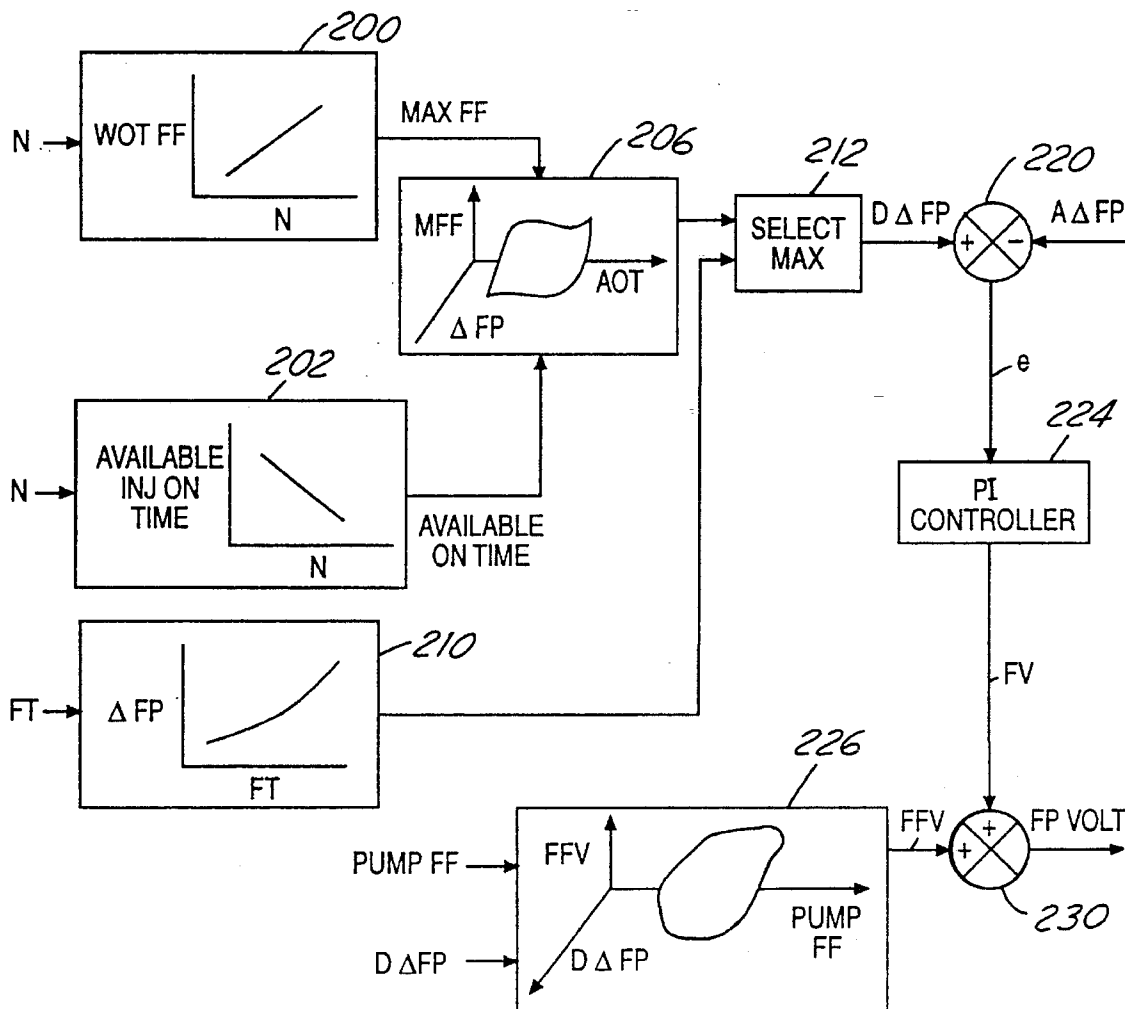 200
N
WOT FF
N
MAX FF
206
MFF
AOT
Δ FP
212
SELECT
MAX
D Δ FP
220
+
−
A Δ FP
e
202
N
AVAILABLE
INJ ON
TIME
N
AVAILABLE
ON TIME
224
PI
CONTROLLER
FV
210
FT
Δ FP
FT
226
PUMP FF
D ΔFP
FFV
PUMP
FF
D Δ FP
FFV
+
+
FP VOLT
230